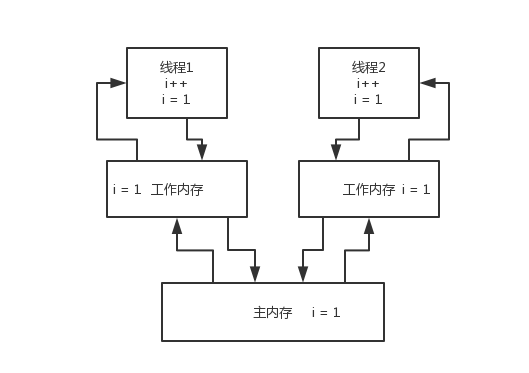 线程1
i++
i = 1
线程2
i++
i = 1
i = 1 工作内存
工作内存 i = 1
主内存 i = 1